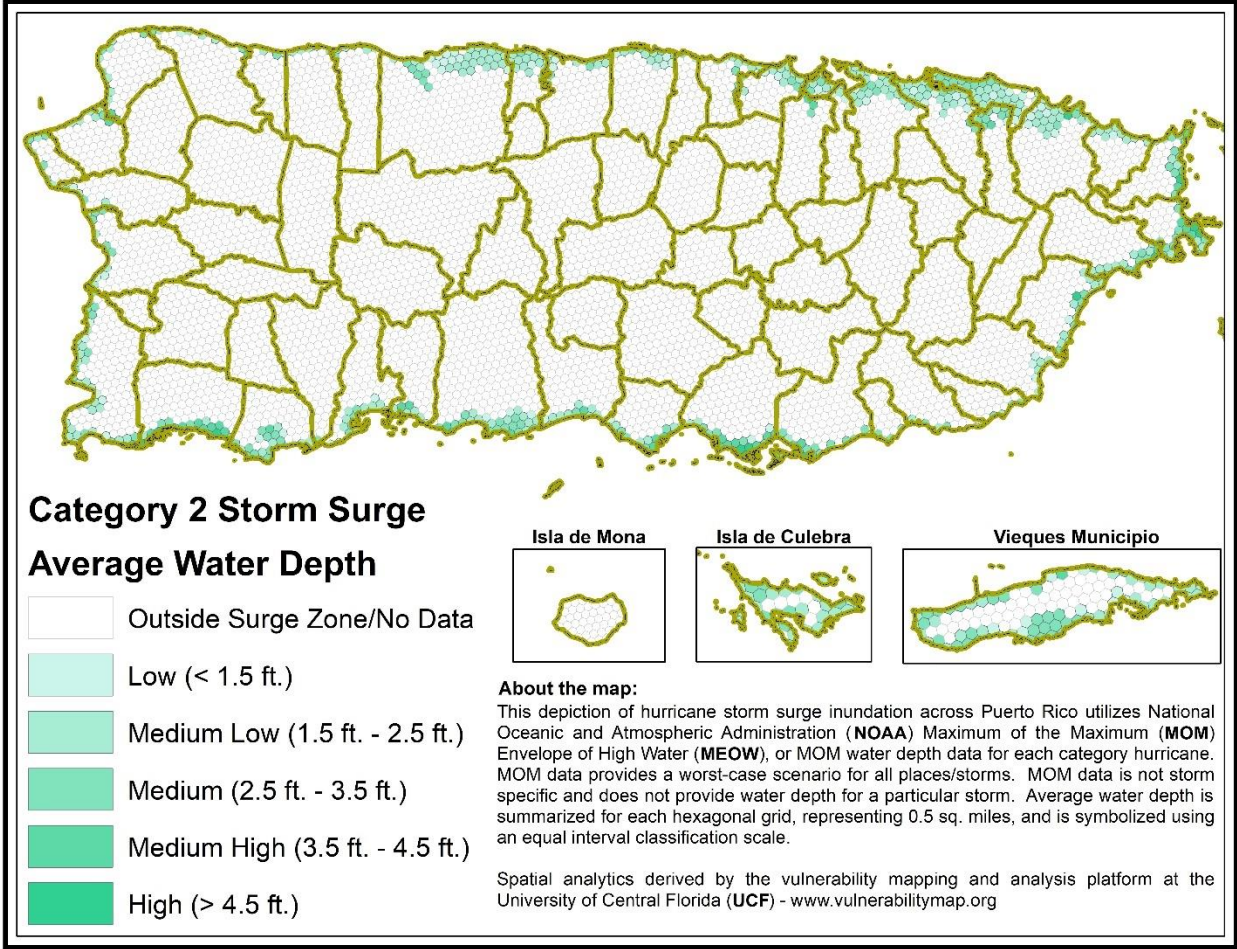 Category 2 Storm Surge
Average Water Depth
Outside Surge Zone/No Data
Low (< 1.5 ft.)
Medium Low (1.5 ft. - 2.5 ft.)
Medium (2.5 ft. - 3.5 ft.)
Medium High (3.5 ft. - 4.5 ft.)
High (> 4.5 ft.)
Isla de Mona
Isla de Culebra
Vieques Municipio
About the map:
This depiction of hurricane storm surge inundation across Puerto Rico utilizes National
Oceanic and Atmospheric Administration (NOAA) Maximum of the Maximum (MOM)
Envelope of High Water (MEOW), or MOM water depth data for each category hurricane.
MOM data provides a worst-case scenario for all places/storms. MOM data is not storm
specific and does not provide water depth for a particular storm. Average water depth is
summarized for each hexagonal grid, representing 0.5 sq. miles, and is symbolized using
an equal interval classification scale.
Spatial analytics derived by the vulnerability mapping and analysis platform at the
University of Central Florida (UCF) - www.vulnerabilitymap.org